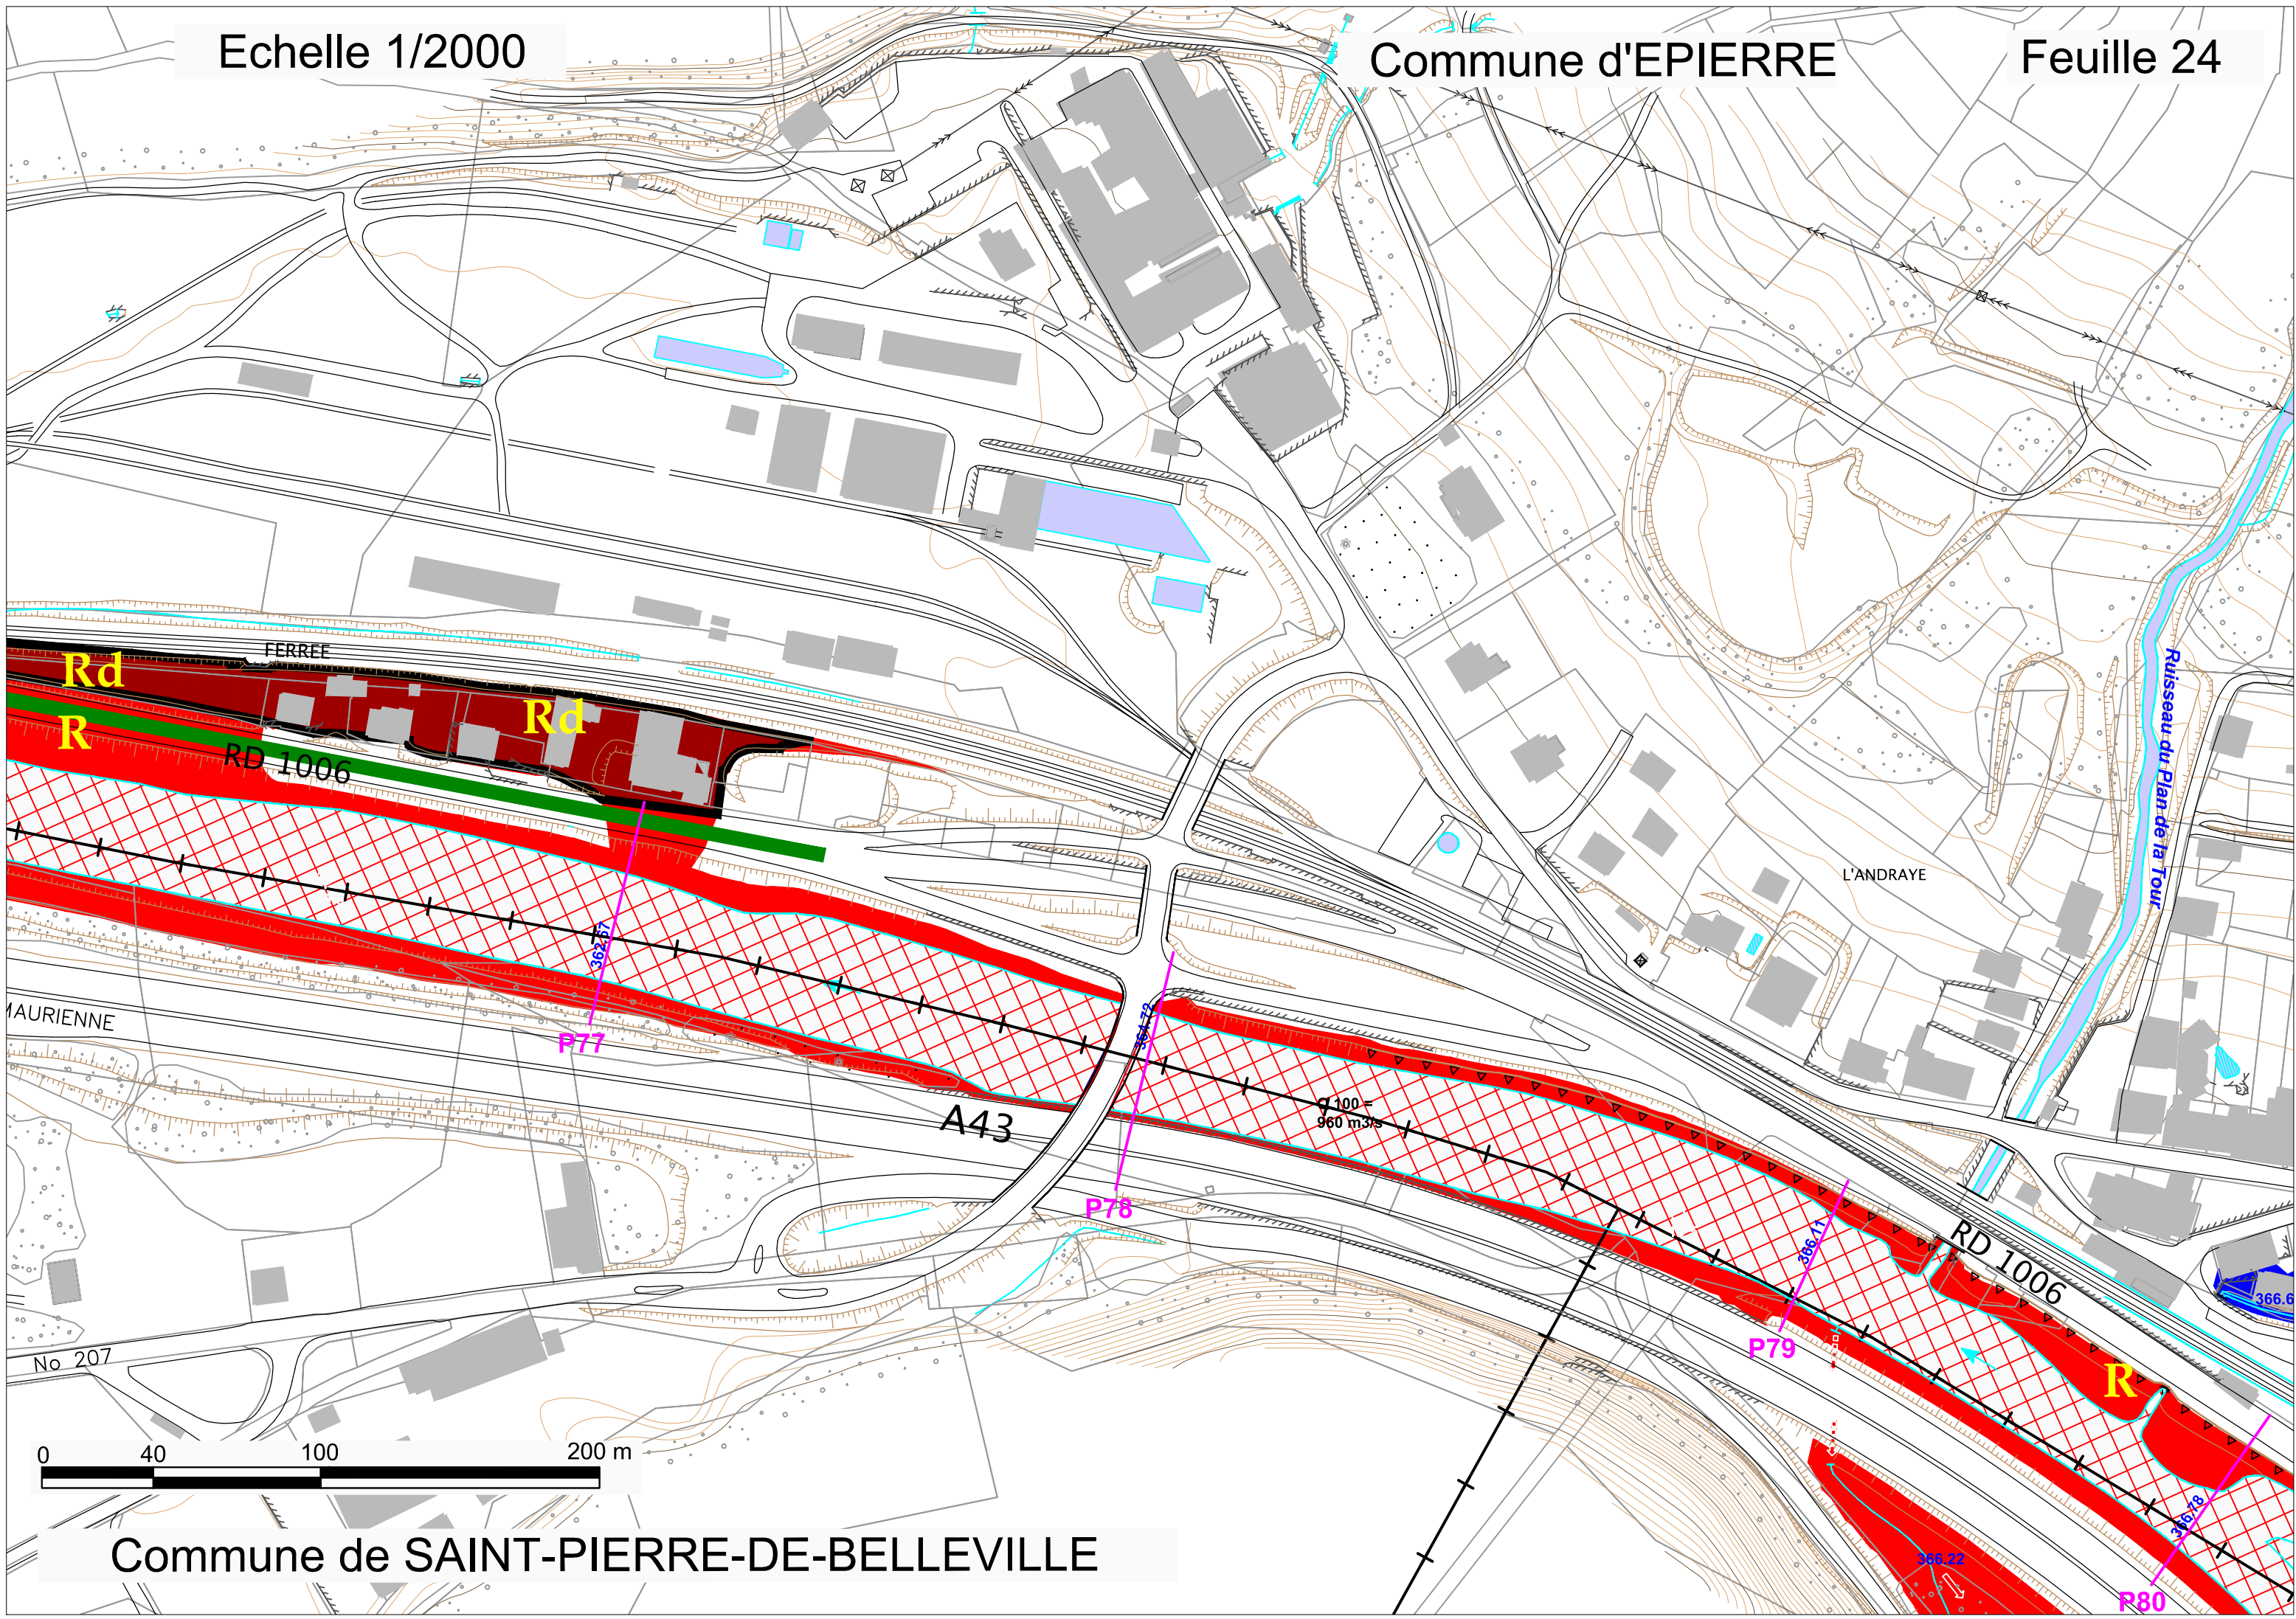 Echelle 1/2000
Commune d'EPIERRE
Feuille 24
FERREE
Rd
Rd
R
RD 1006
Ruisseau du Plan de la Tour
L'ANDRAYE
362.67
P77
MAURIENNE
364.72
A43
Q 100 =
960 m3/s
P78
366.11
RD 1006
366.6
P79
R
No 207
0 40 100 200 m
366.78
366.22
P80
Commune de SAINT-PIERRE-DE-BELLEVILLE